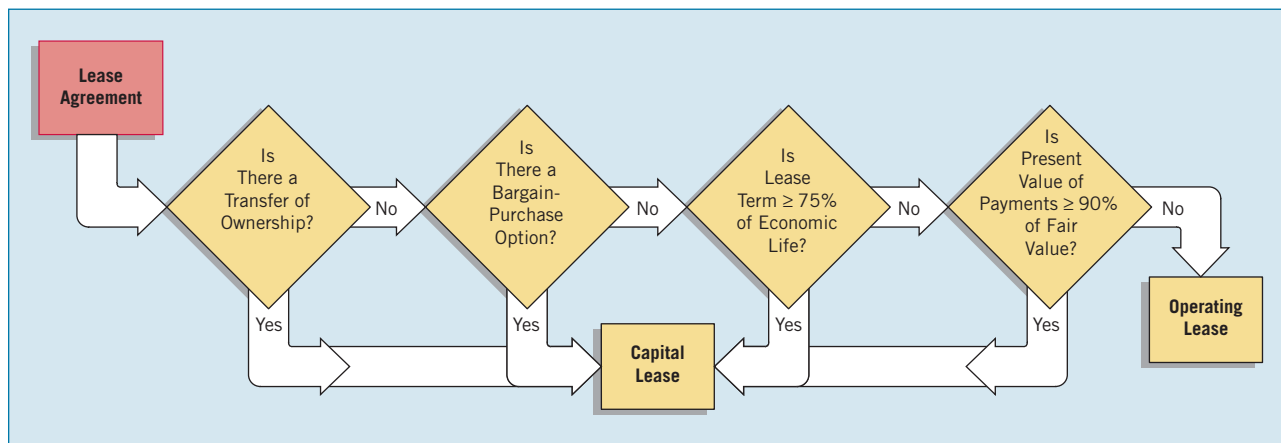 Lease
Agreement
Is
There a
Transfer of
Ownership?
No
Is
There a
Bargain-
Purchase
Option?
No
Is
Lease
Term ≥ 75%
of Economic
Life?
No
Is
Present
Value of
Payments ≥ 90%
of Fair
Value?
No
Operating
Lease
Yes
Yes
Capital
Lease
Yes
Yes